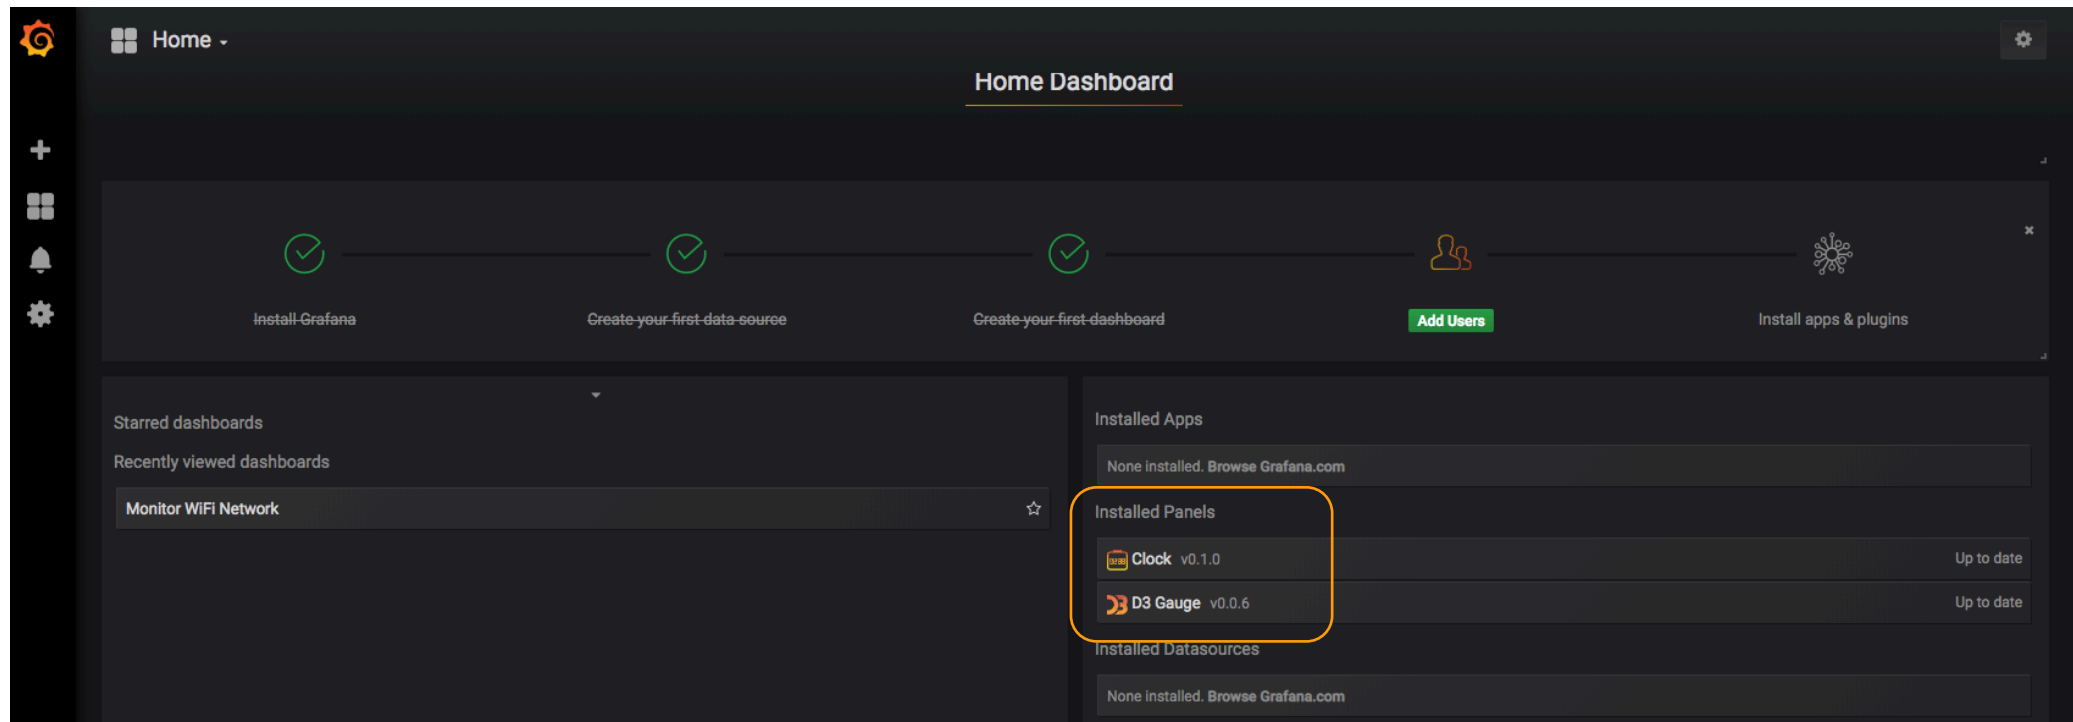 Home
Home Dashboard
Install Grafana
Create your first data source
Create your first dashboard
Add Users
Install apps & plugins
Starred dashboards
Recently viewed dashboards
Monitor WiFi Network
Installed Apps
None installed. Browse Grafana.com
Installed Panels
Clock v0.1.0 Up to date
D3 Gauge v0.0.6 Up to date
Installed Datasources
None installed. Browse Grafana.com